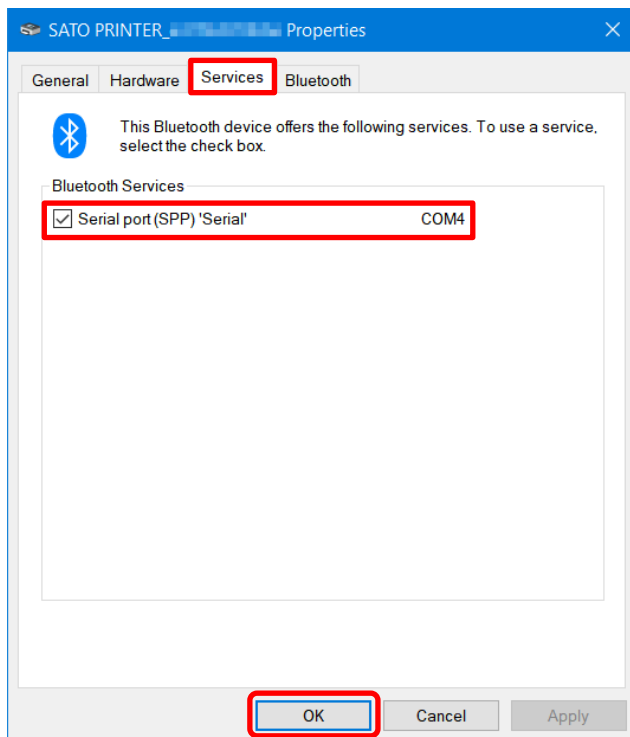 SATO PRINTER_ Properties
General Hardware Services Bluetooth
This Bluetooth device offers the following services. To use a service,
select the check box.
Bluetooth Services
Serial port (SPP) 'Serial' COM4
OK Cancel Apply